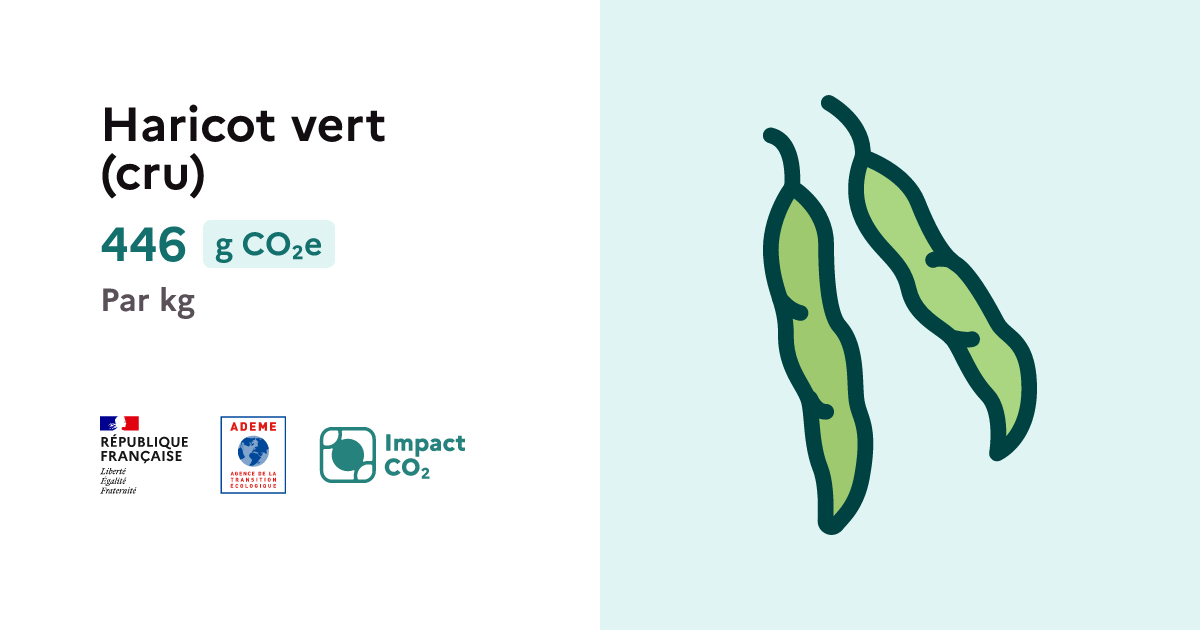 Haricot vert
(cru)
446 g CO₂e
Par kg
RÉPUBLIQUE
FRANÇAISE
Liberté
Égalité
Fraternité
ADEME
AGENCE DE LA
TRANSITION
ÉCOLOGIQUE
Impact
CO₂